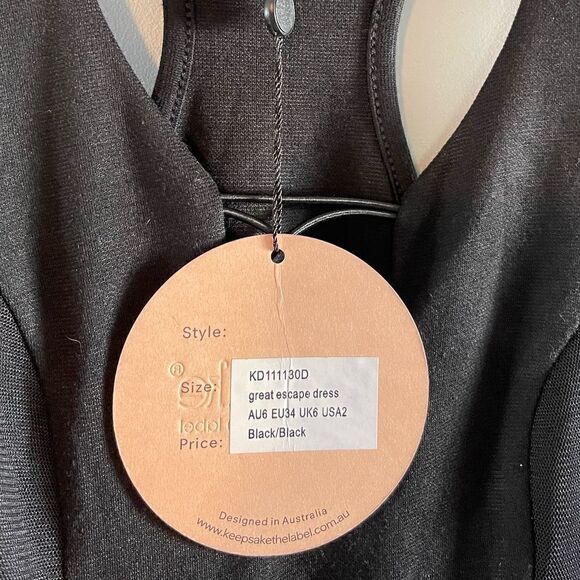 Style:
KD111130D
Size:
great escape dress
AU6 EU34 UK6 USA2
Black/Black
Price:
Designed in Australia
www.keepsakethelabel.com.au